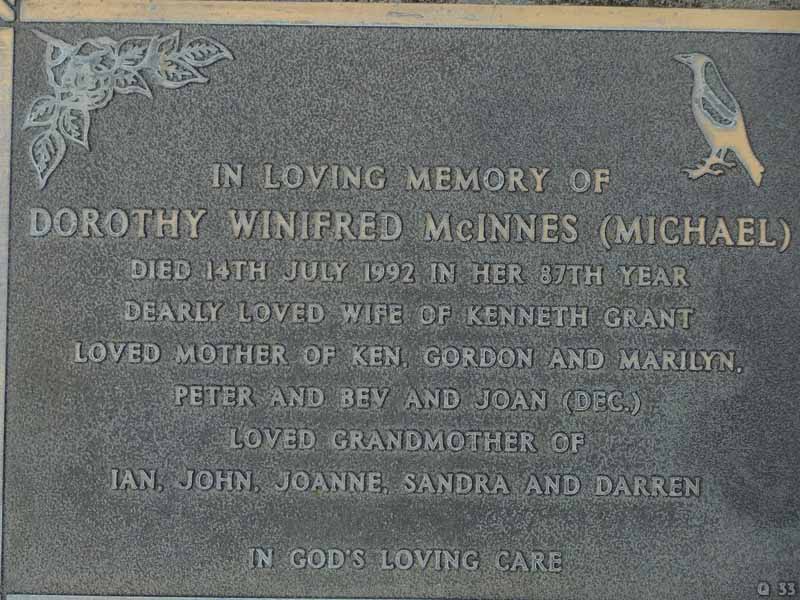 IN LOVING MEMORY OF
DOROTHY WINIFRED McINNES (MICHAEL)
DIED 14TH JULY 1992 IN HER 87TH YEAR
DEARLY LOVED WIFE OF KENNETH GRANT
LOVED MOTHER OF KEN, GORDON AND MARILYN,
PETER AND BEV AND JOAN (DEC.)
LOVED GRANDMOTHER OF
IAN, JOHN, JOANNE, SANDRA AND DARREN
IN GOD'S LOVING CARE
Q 33